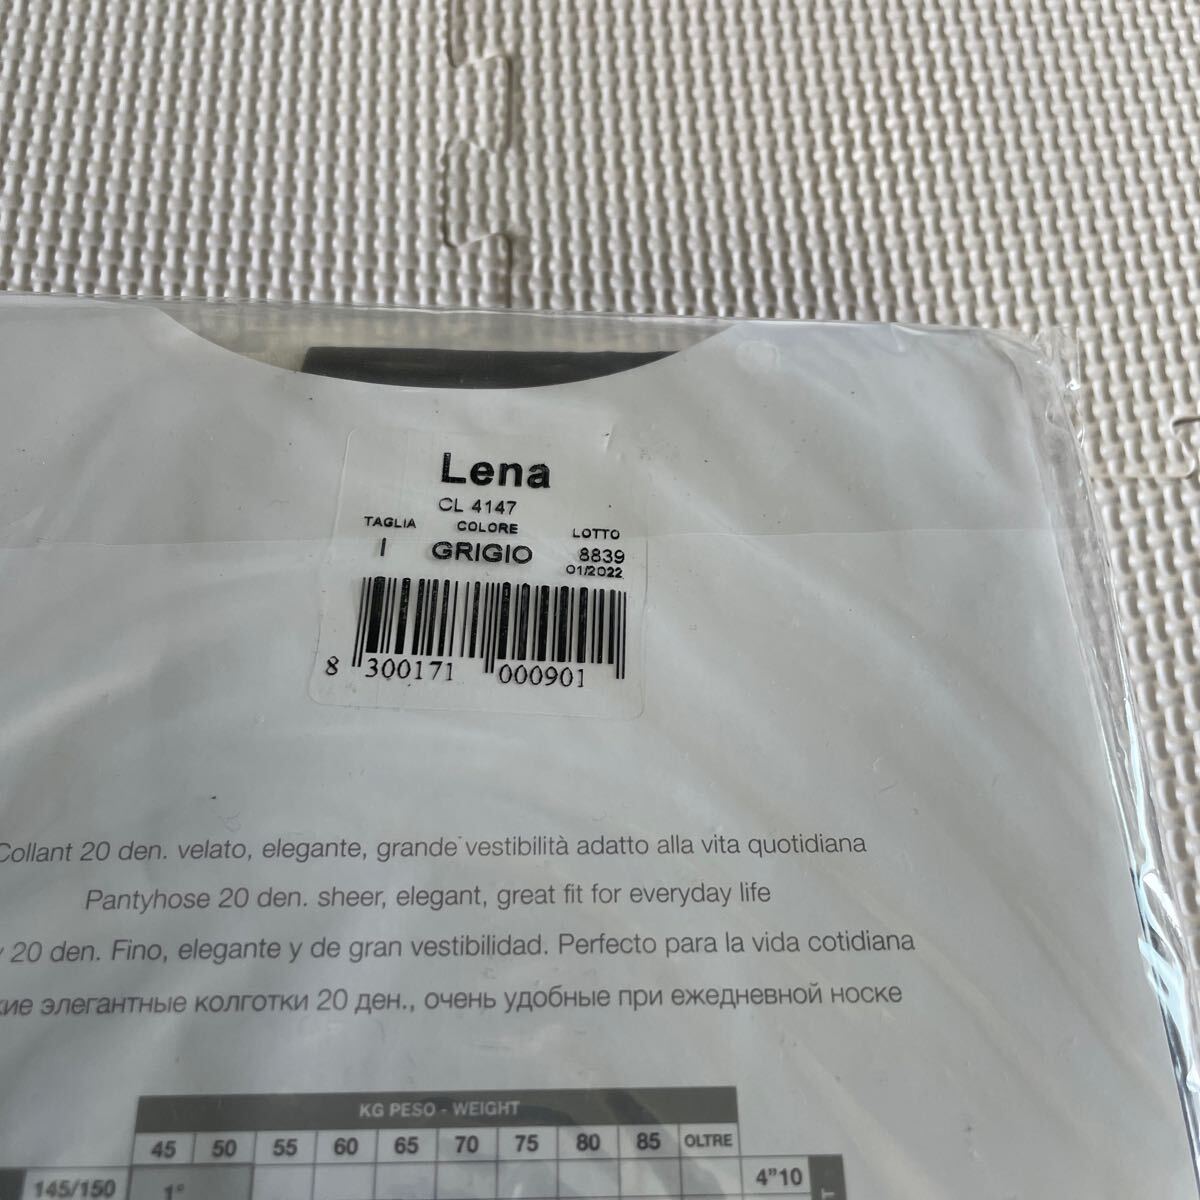 Lena
CL 4147
TAGLIA COLORE LOTTO
I GRIGIO 8839
01/2022
8 300171 000901
Collant 20 den. velato, elegante, grande vestibilità adatto alla vita quotidiana
Pantyhose 20 den. sheer, elegant, great fit for everyday life
20 den. Fino, elegante y de gran vestibilidad. Perfecto para la vida cotidiana
элегантные колготки 20 ден., очень удобные при ежедневной носке
KG PESO - WEIGHT
45 50 55 60 65 70 75 80 85 OLTRE
145/150 1° 4"10